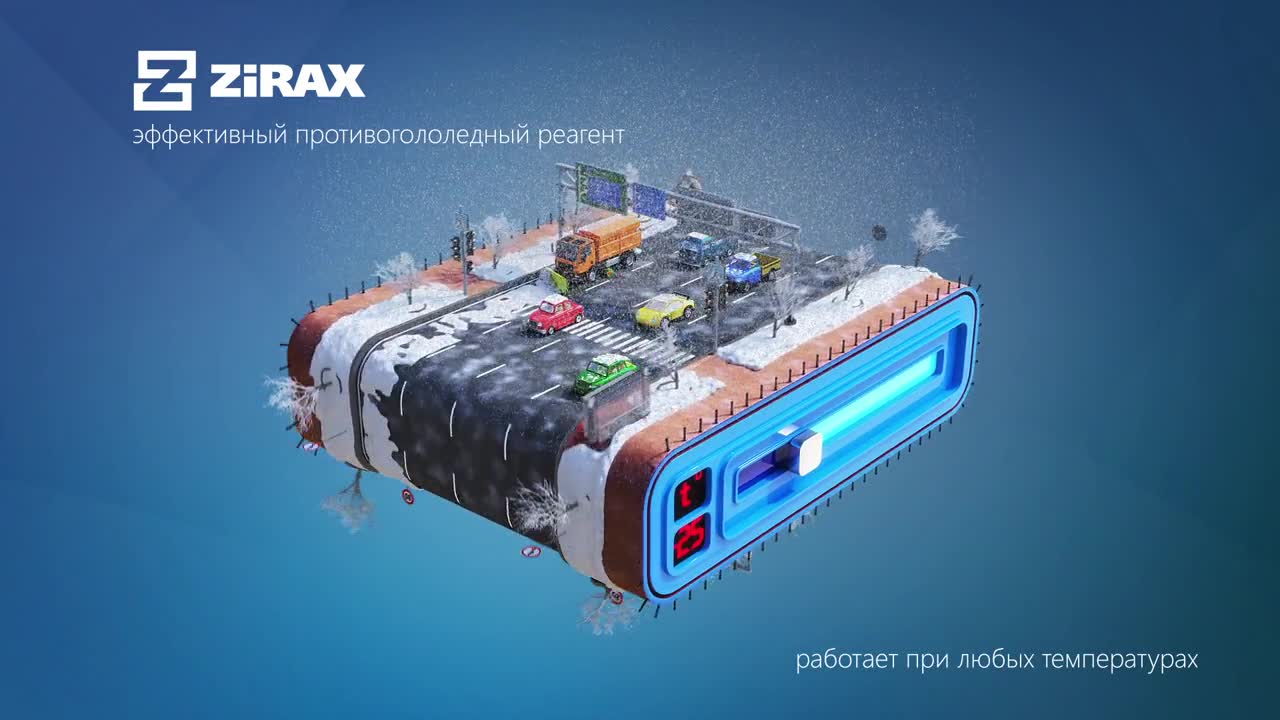 ZiRAX
эффективный противогололедный реагент
t°
25
работает при любых температурах